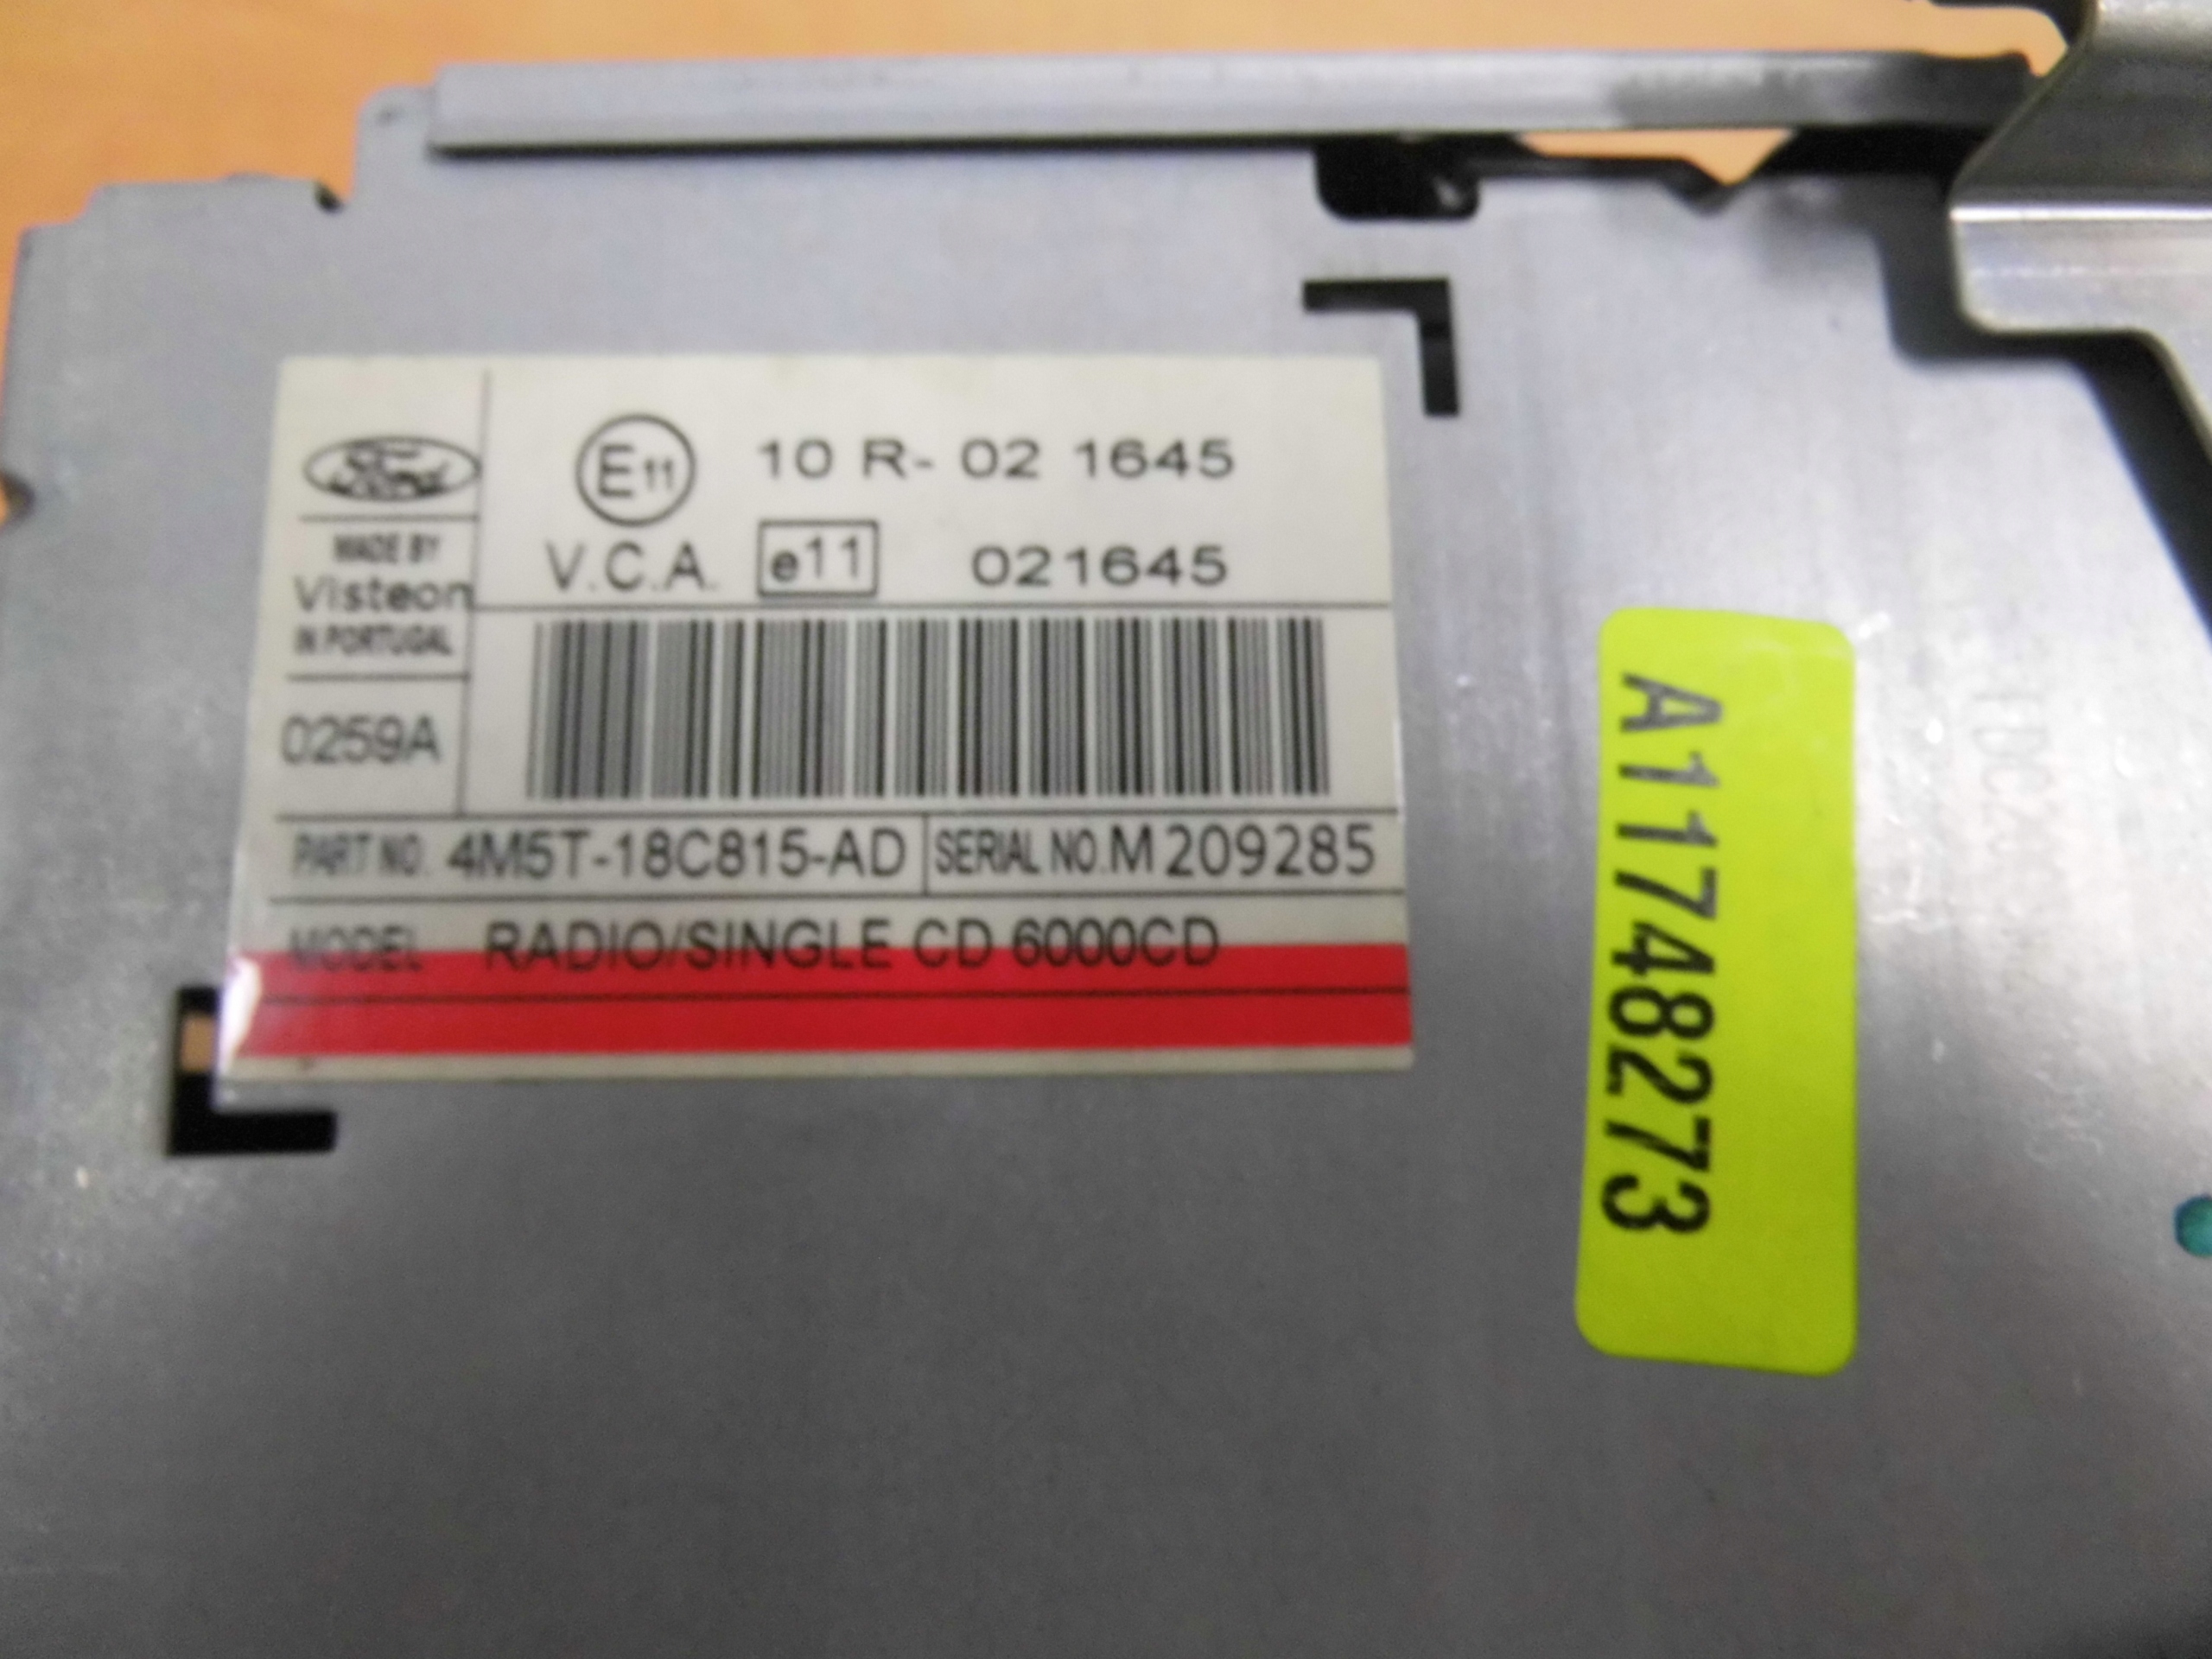 Ford
E11 10 R- 02 1645
MADE BY
Visteon
IN PORTUGAL
V.C.A. e11 021645
0259A
PART NO. 4M5T-18C815-AD SERIAL NO. M 209285
MODEL RADIO/SINGLE CD 6000CD
A11748273